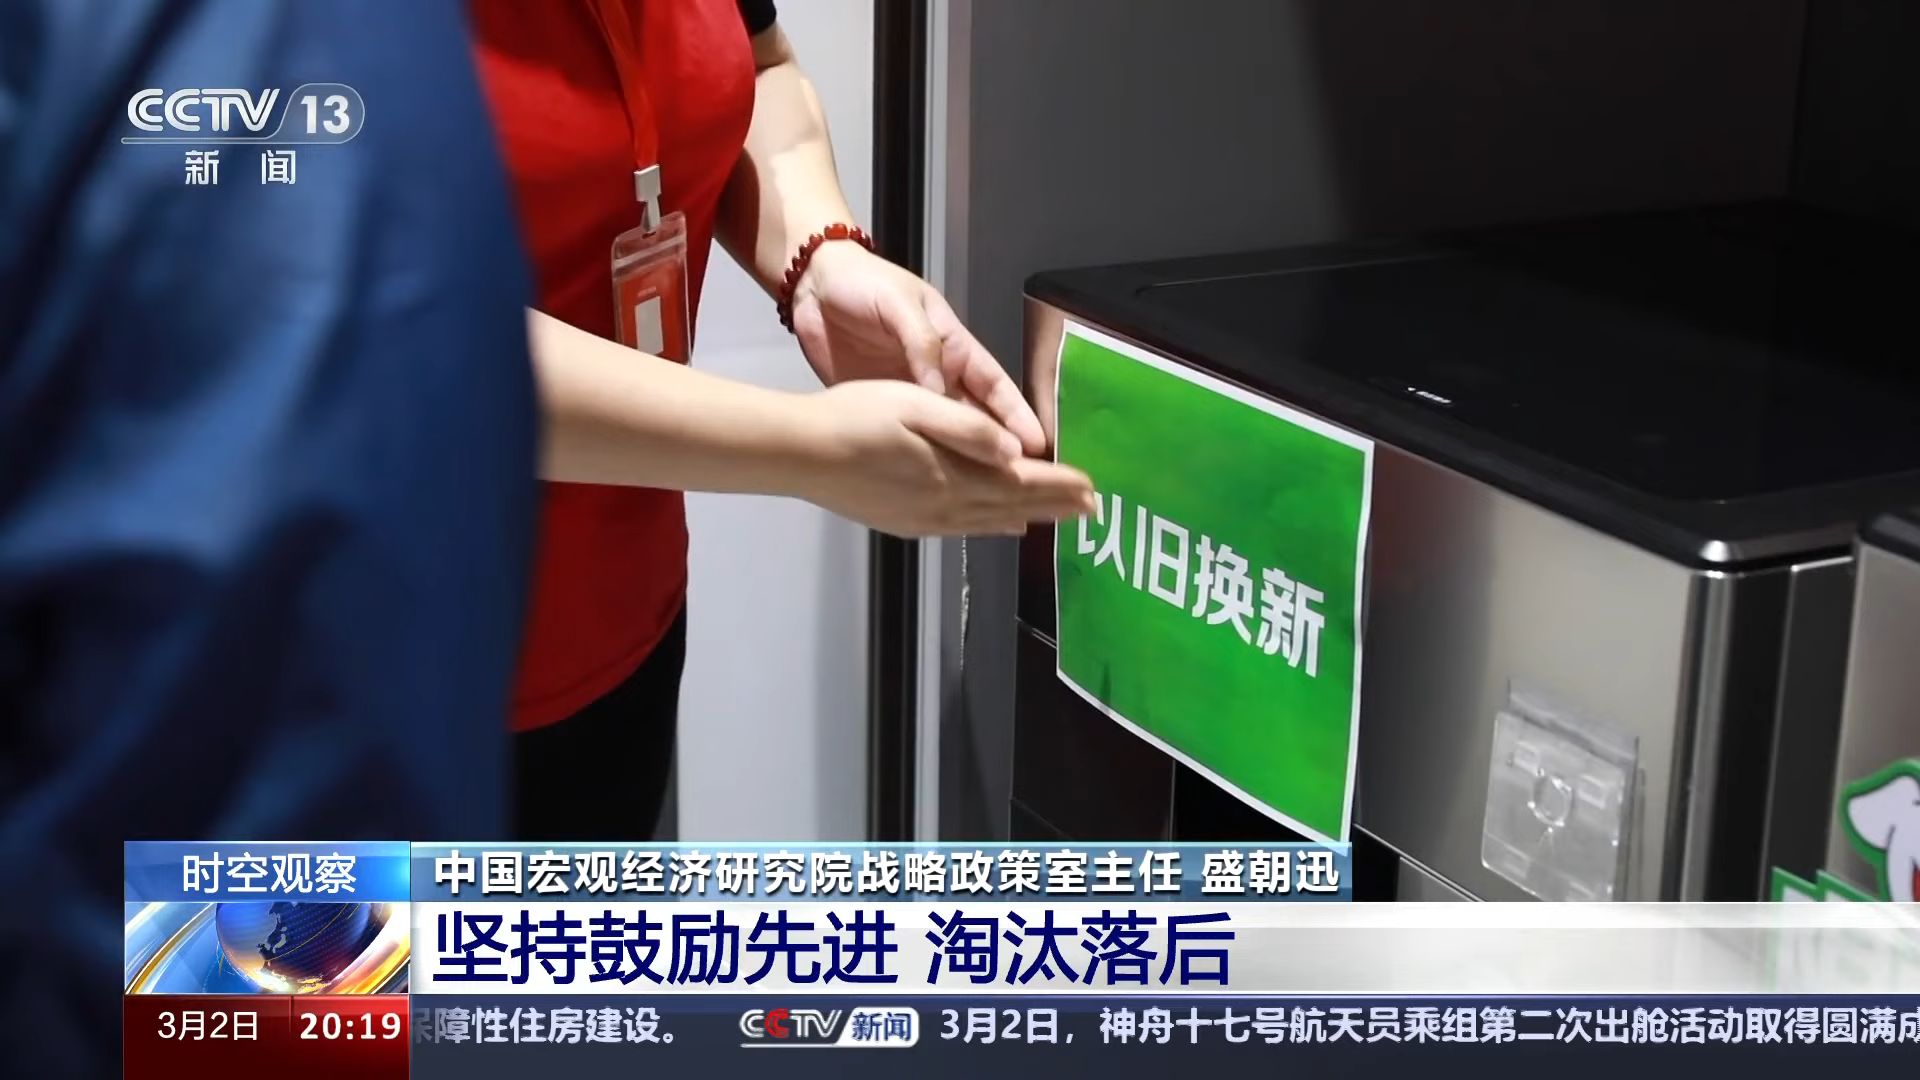 CCTV 13
新闻
以旧换新
时空观察
中国宏观经济研究院战略政策室主任 盛朝迅
坚持鼓励先进 淘汰落后
3月2日 20:19
障性住房建设。 CCTV新闻 3月2日，神舟十七号航天员乘组第二次出舱活动取得圆满